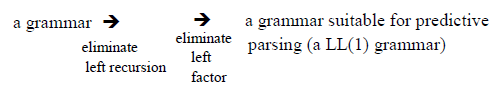 a grammar ➔ ➔ a grammar suitable for predictive
eliminate left recursion
eliminate left factor
parsing (a LL(1) grammar)